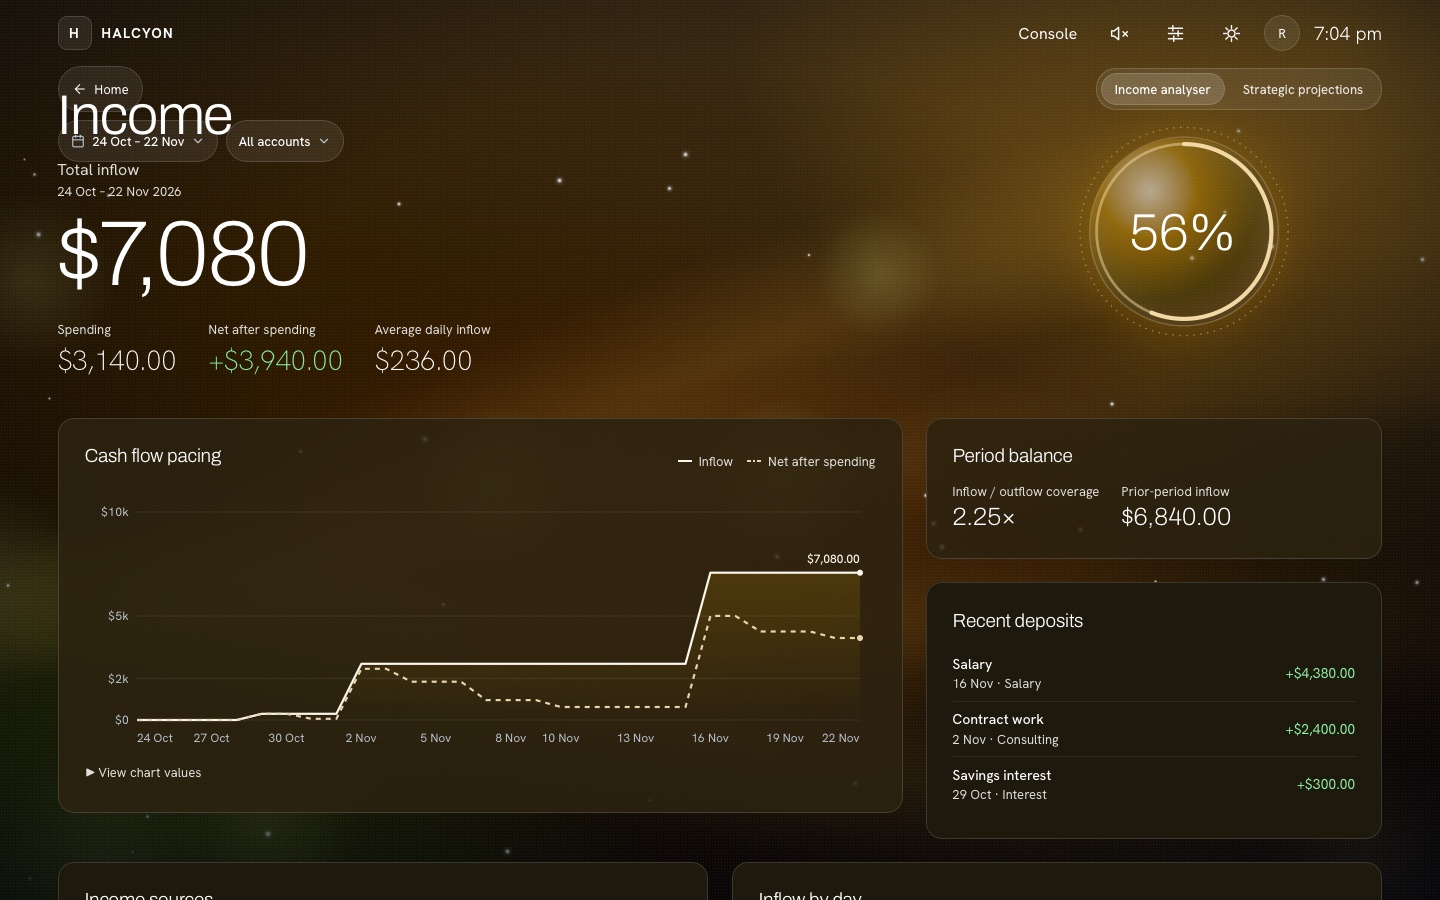 H HALCYON
Console
R
7:04 pm
Home
Income analyser
Strategic projections
Income
24 Oct – 22 Nov
All accounts
Total inflow
24 Oct – 22 Nov 2026
$7,080
56%
Spending
Net after spending
Average daily inflow
$3,140.00
+$3,940.00
$236.00
Cash flow pacing
Inflow
Net after spending
$10k
$7,080.00
$5k
$2k
$0
24 Oct
27 Oct
30 Oct
2 Nov
5 Nov
8 Nov
10 Nov
13 Nov
16 Nov
19 Nov
22 Nov
View chart values
Period balance
Inflow / outflow coverage
Prior-period inflow
2.25×
$6,840.00
Recent deposits
Salary
16 Nov · Salary
+$4,380.00
Contract work
2 Nov · Consulting
+$2,400.00
Savings interest
29 Oct · Interest
+$300.00
Income sources
Inflow by day